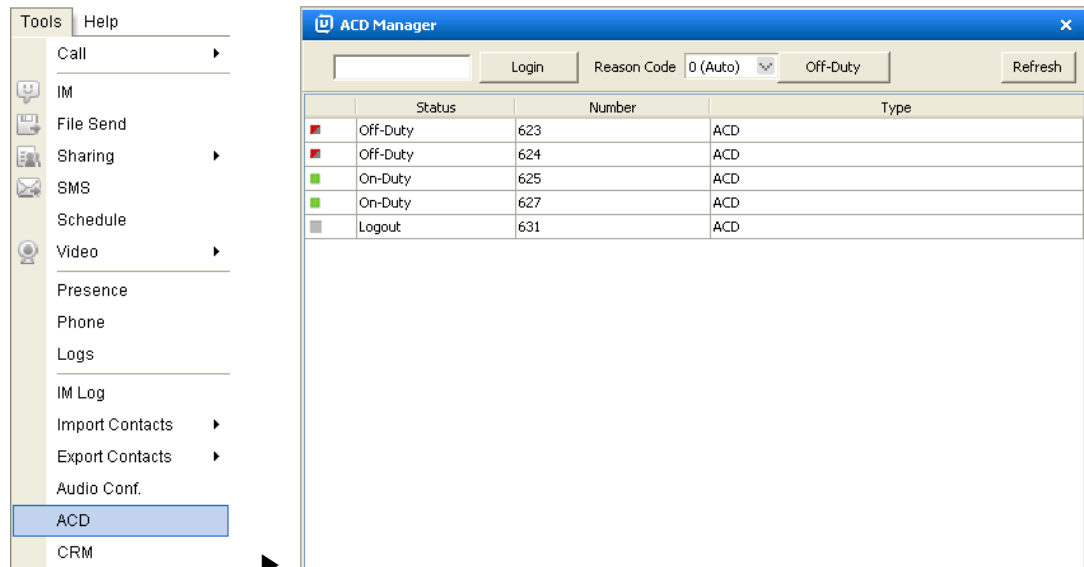 Tools Help
Call
IM
File Send
Sharing
SMS
Schedule
Video
Presence
Phone
Logs
IM Log
Import Contacts
Export Contacts
Audio Conf.
ACD
CRM
ACD Manager
Login Reason Code 0 (Auto) Off-Duty Refresh
Status Number Type
Off-Duty 623 ACD
Off-Duty 624 ACD
On-Duty 625 ACD
On-Duty 627 ACD
Logout 631 ACD